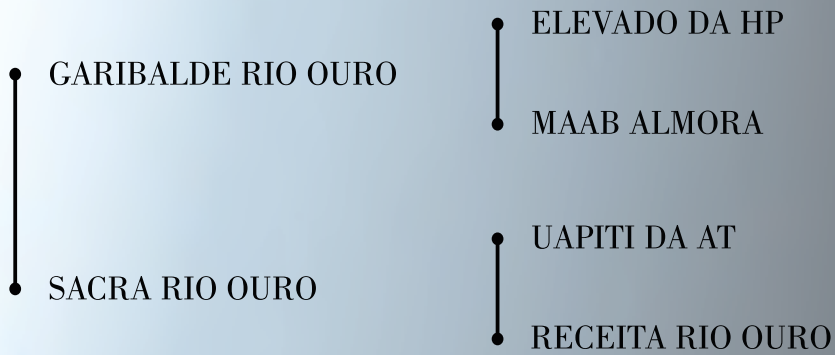 GARIBALDE RIO OURO
SACRA RIO OURO
ELEVADO DA HP
MAAB ALMORA
UAPITI DA AT
RECEITA RIO OURO